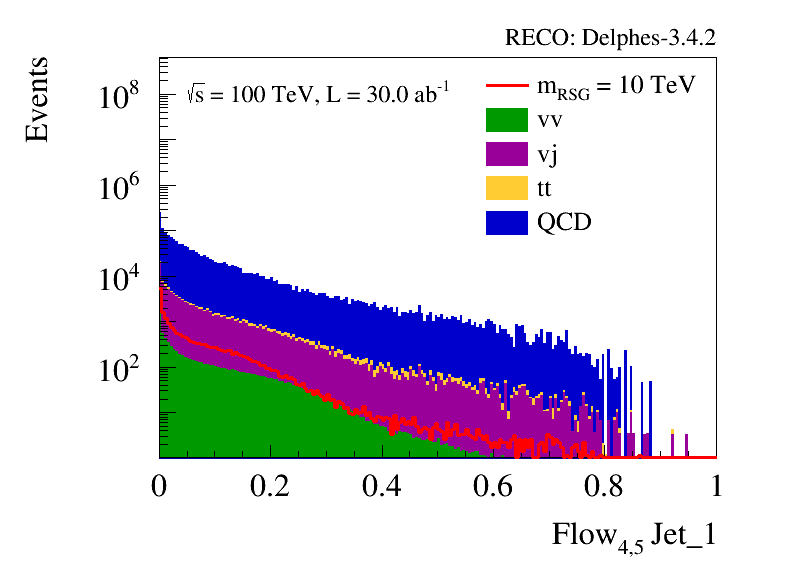 RECO: Delphes-3.4.2
Events
√s = 100 TeV, L = 30.0 ab⁻¹
m_RSG = 10 TeV
vv
vj
tt
QCD
10⁸
10⁶
10⁴
10²
0 0.2 0.4 0.6 0.8 1
Flow₄,₅ Jet_1